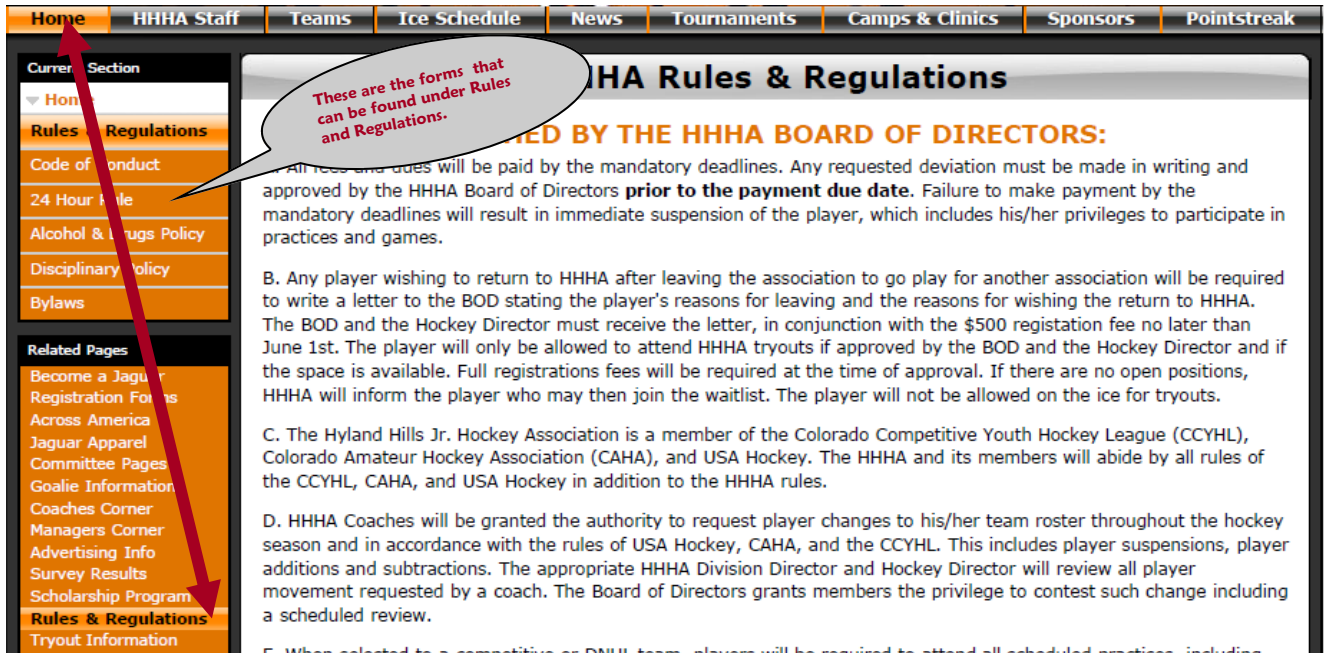 Home HHHA Staff Teams Ice Schedule News Tournaments Camps & Clinics Sponsors Pointstreak
Current Section
Home
Rules & Regulations
Code of Conduct
24 Hour Rule
Alcohol & Drugs Policy
Disciplinary Policy
Bylaws
Related Pages
Become a Jaguar
Registration Forms
Across America
Jaguar Apparel
Committee Pages
Goalie Information
Coaches Corner
Managers Corner
Advertising Info
Survey Results
Scholarship Program
Rules & Regulations
Tryout Information
These are the forms that
can be found under Rules
and Regulations.
HA Rules & Regulations
ED BY THE HHHA BOARD OF DIRECTORS:
All fees and dues will be paid by the mandatory deadlines. Any requested deviation must be made in writing and
approved by the HHHA Board of Directors prior to the payment due date. Failure to make payment by the
mandatory deadlines will result in immediate suspension of the player, which includes his/her privileges to participate in
practices and games.
B. Any player wishing to return to HHHA after leaving the association to go play for another association will be required
to write a letter to the BOD stating the player's reasons for leaving and the reasons for wishing the return to HHHA.
The BOD and the Hockey Director must receive the letter, in conjunction with the $500 registation fee no later than
June 1st. The player will only be allowed to attend HHHA tryouts if approved by the BOD and the Hockey Director and if
the space is available. Full registrations fees will be required at the time of approval. If there are no open positions,
HHHA will inform the player who may then join the waitlist. The player will not be allowed on the ice for tryouts.
C. The Hyland Hills Jr. Hockey Association is a member of the Colorado Competitive Youth Hockey League (CCYHL),
Colorado Amateur Hockey Association (CAHA), and USA Hockey. The HHHA and its members will abide by all rules of
the CCYHL, CAHA, and USA Hockey in addition to the HHHA rules.
D. HHHA Coaches will be granted the authority to request player changes to his/her team roster throughout the hockey
season and in accordance with the rules of USA Hockey, CAHA, and the CCYHL. This includes player suspensions, player
additions and subtractions. The appropriate HHHA Division Director and Hockey Director will review all player
movement requested by a coach. The Board of Directors grants members the privilege to contest such change including
a scheduled review.
E. When selected to a competitive or DNHL team, players will be required to attend all scheduled practices, including